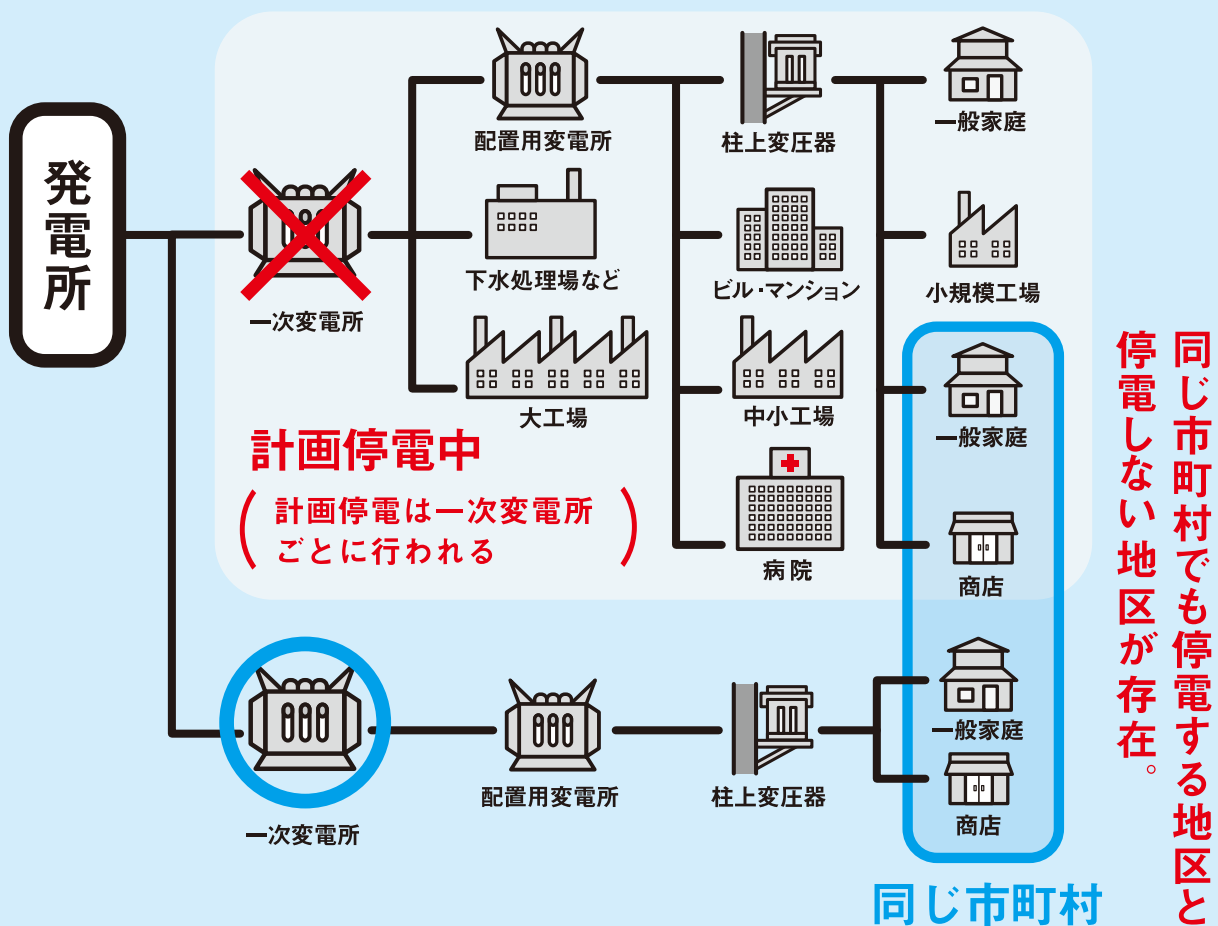 発電所
配置用変電所
柱上変圧器
一般家庭
一次変電所
下水処理場など
ビル・マンション
小規模工場
大工場
中小工場
一般家庭
計画停電中
(計画停電は一次変電所
ごとに行われる)
病院
商店
一次変電所
配置用変電所
柱上変圧器
一般家庭
商店
同じ市町村
同じ市町村でも停電する地区と
停電しない地区が存在。